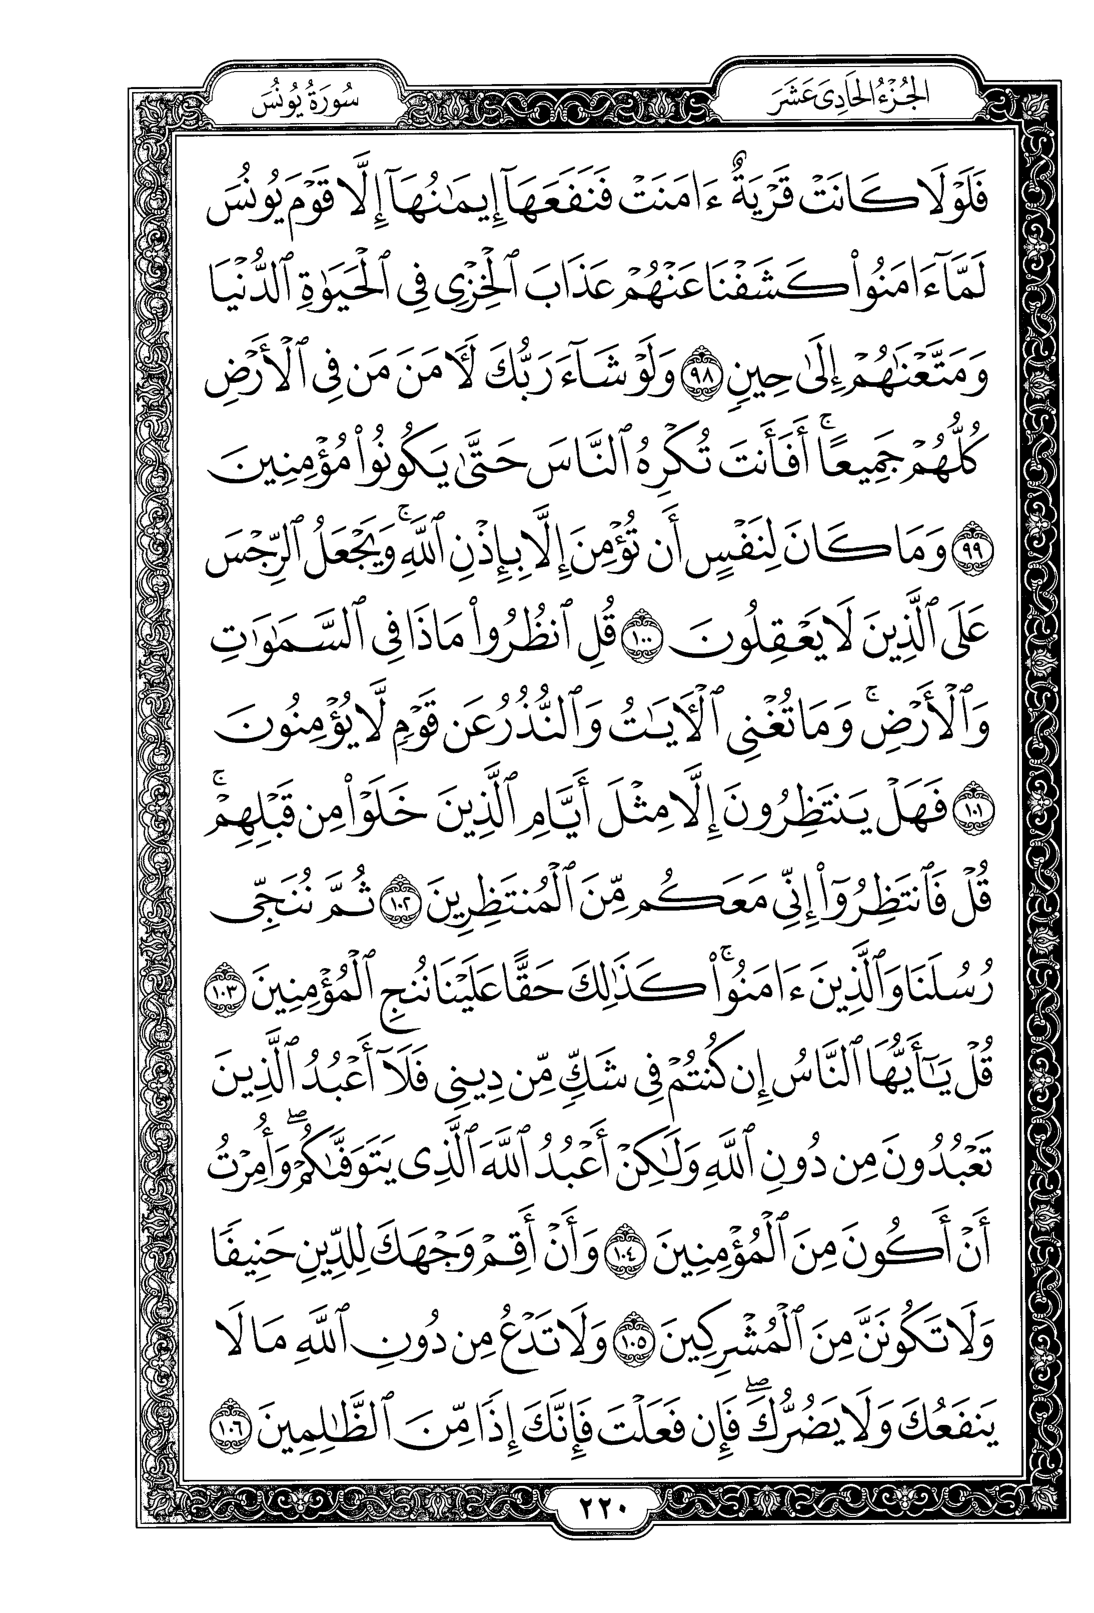 الجُزْءُ الحَادِى عَشَرَ
سُورَةُ يُونُسَ
فَلَوْلَا كَانَتْ قَرْيَةٌ ءَامَنَتْ فَنَفَعَهَآ إِيمَـٰنُهَآ إِلَّا قَوْمَ يُونُسَ
لَمَّآ ءَامَنُوا۟ كَشَفْنَا عَنْهُمْ عَذَابَ ٱلْخِزْىِ فِى ٱلْحَيَوٰةِ ٱلدُّنْيَا
وَمَتَّعْنَـٰهُمْ إِلَىٰ حِينٍ ٩٨ وَلَوْ شَآءَ رَبُّكَ لَـَٔامَنَ مَن فِى ٱلْأَرْضِ
كُلُّهُمْ جَمِيعًا ۚ أَفَأَنتَ تُكْرِهُ ٱلنَّاسَ حَتَّىٰ يَكُونُوا۟ مُؤْمِنِينَ
٩٩ وَمَا كَانَ لِنَفْسٍ أَن تُؤْمِنَ إِلَّا بِإِذْنِ ٱللَّهِ ۚ وَيَجْعَلُ ٱلرِّجْسَ
عَلَى ٱلَّذِينَ لَا يَعْقِلُونَ ١٠٠ قُلِ ٱنظُرُوا۟ مَاذَا فِى ٱلسَّمَـٰوَٰتِ
وَٱلْأَرْضِ ۚ وَمَا تُغْنِى ٱلْـَٔايَـٰتُ وَٱلنُّذُرُ عَن قَوْمٍ لَّا يُؤْمِنُونَ
١٠١ فَهَلْ يَنتَظِرُونَ إِلَّا مِثْلَ أَيَّامِ ٱلَّذِينَ خَلَوْا۟ مِن قَبْلِهِمْ ۚ
قُلْ فَٱنتَظِرُوٓا۟ إِنِّى مَعَكُم مِّنَ ٱلْمُنتَظِرِينَ ١٠٢ ثُمَّ نُنَجِّى
رُسُلَنَا وَٱلَّذِينَ ءَامَنُوا۟ ۚ كَذَٰلِكَ حَقًّا عَلَيْنَا نُنجِ ٱلْمُؤْمِنِينَ ١٠٣
قُلْ يَـٰٓأَيُّهَا ٱلنَّاسُ إِن كُنتُمْ فِى شَكٍّ مِّن دِينِى فَلَآ أَعْبُدُ ٱلَّذِينَ
تَعْبُدُونَ مِن دُونِ ٱللَّهِ وَلَـٰكِنْ أَعْبُدُ ٱللَّهَ ٱلَّذِى يَتَوَفَّىٰكُمْ ۖ وَأُمِرْتُ
أَنْ أَكُونَ مِنَ ٱلْمُؤْمِنِينَ ١٠٤ وَأَنْ أَقِمْ وَجْهَكَ لِلدِّينِ حَنِيفًا
وَلَا تَكُونَنَّ مِنَ ٱلْمُشْرِكِينَ ١٠٥ وَلَا تَدْعُ مِن دُونِ ٱللَّهِ مَا لَا
يَنفَعُكَ وَلَا يَضُرُّكَ ۖ فَإِن فَعَلْتَ فَإِنَّكَ إِذًا مِّنَ ٱلظَّـٰلِمِينَ ١٠٦
٢٢٠